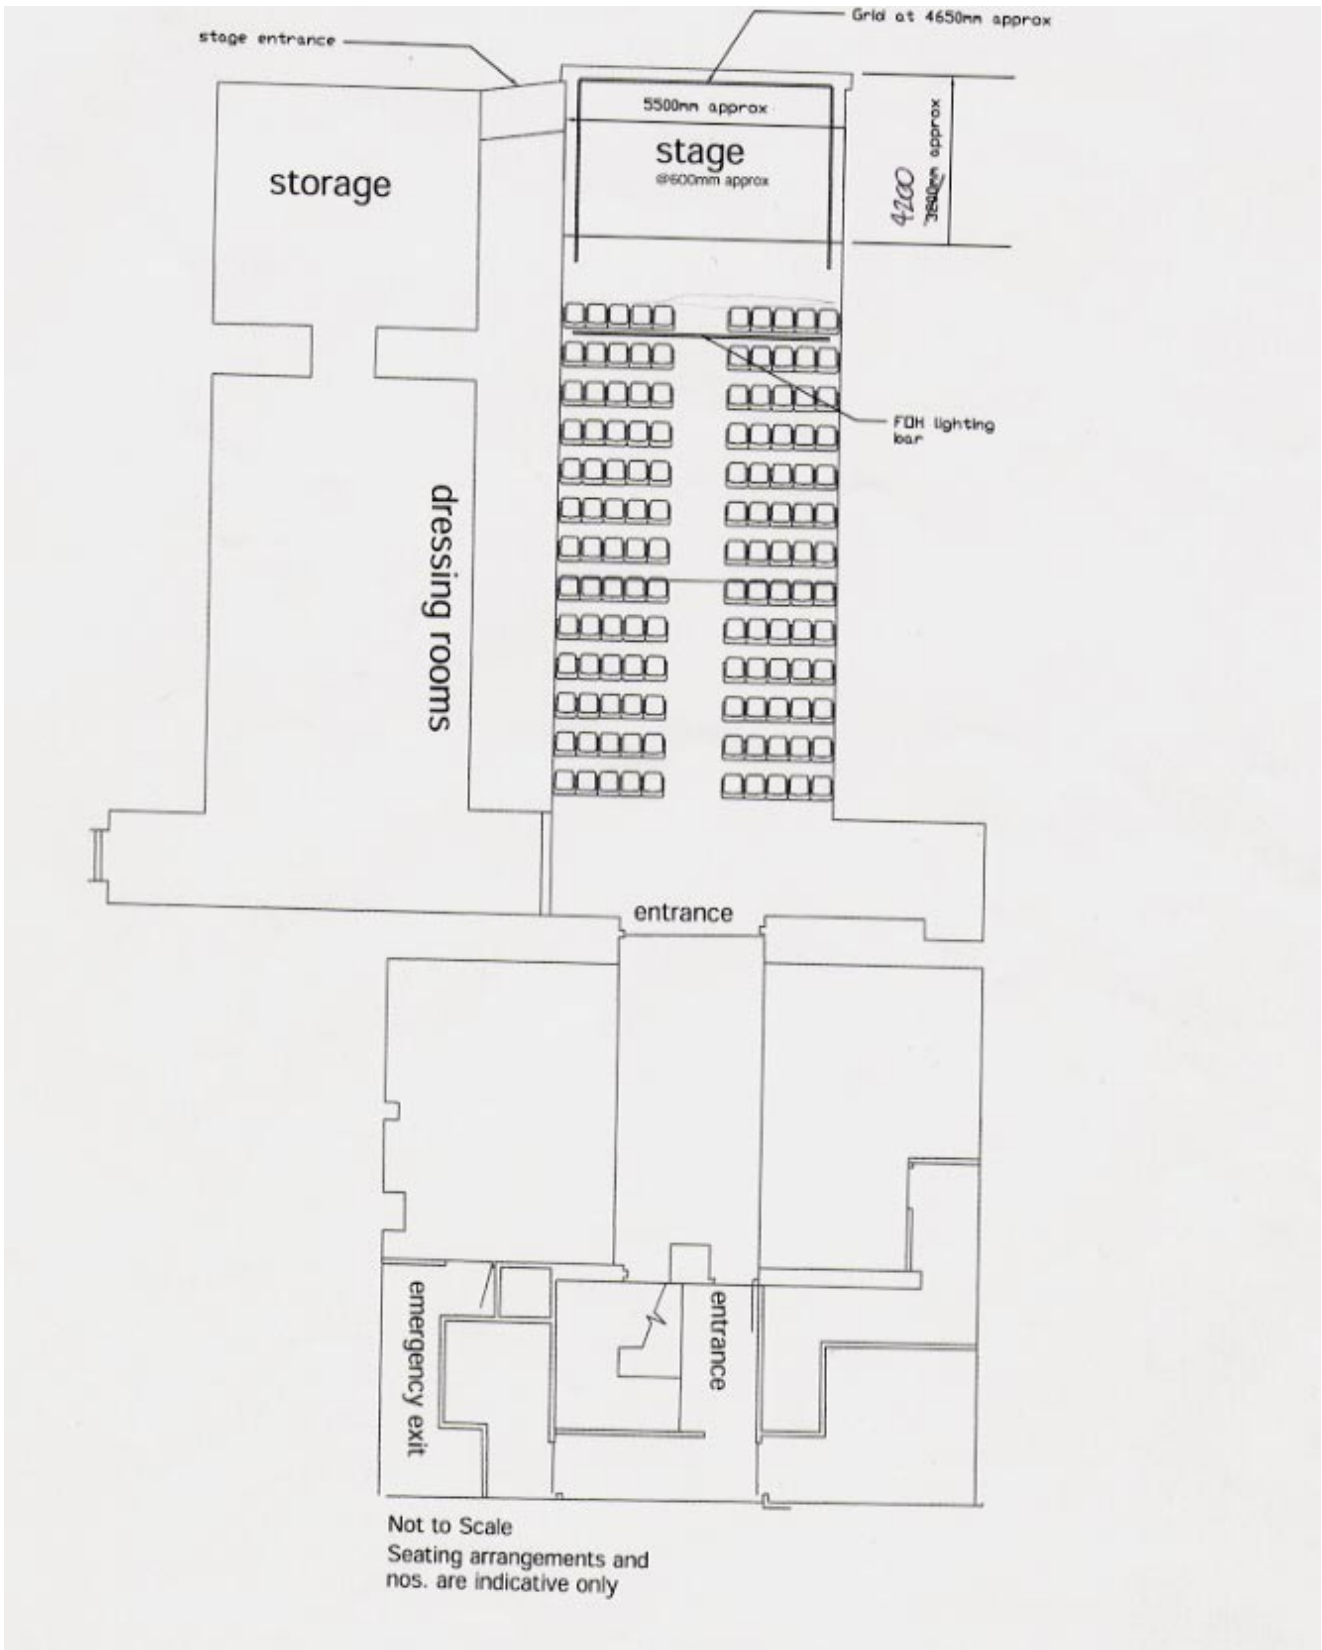 Grid at 4650mm approx
stage entrance
5500mm approx
stage
@600mm approx
4200
approx
storage
FOH lighting
bar
dressing rooms
entrance
emergency exit
entrance
Not to Scale
Seating arrangements and
nos. are indicative only